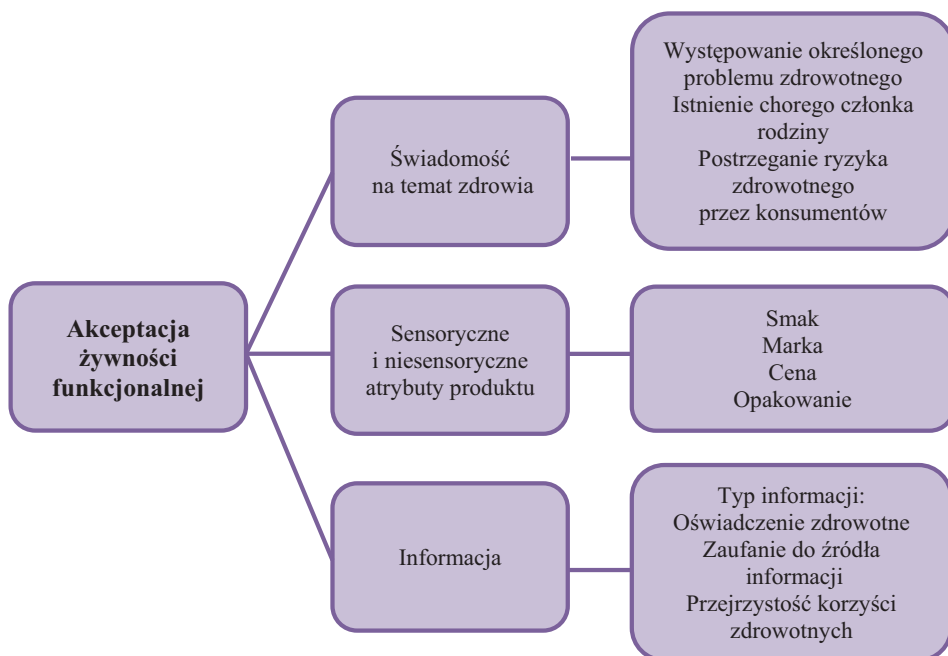 Akceptacja
żywności
funkcjonalnej
Świadomość
na temat zdrowia
Występowanie określonego
problemu zdrowotnego
Istnienie chorego członka
rodziny
Postrzeganie ryzyka
zdrowotnego
przez konsumentów
Sensoryczne
i niesensoryczne
atrybuty produktu
Smak
Marka
Cena
Opakowanie
Informacja
Typ informacji:
Oświadczenie zdrowotne
Zaufanie do źródła
informacji
Przejrzystość korzyści
zdrowotnych